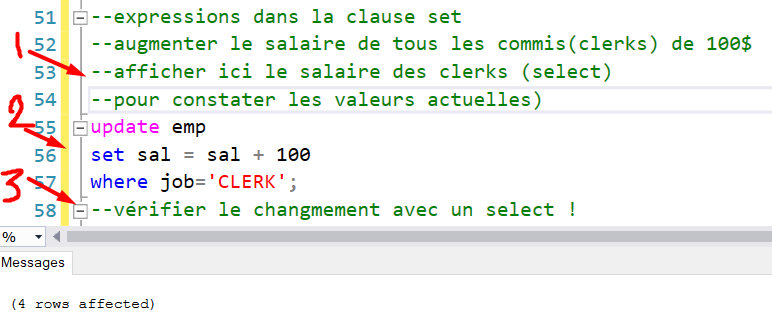 51 --expressions dans la clause set
52 --augmenter le salaire de tous les commis(clerks) de 100$
1
53 --afficher ici le salaire des clerks (select)
54 --pour constater les valeurs actuelles)
2
55 update emp
56 set sal = sal + 100
3
57 where job='CLERK';
58 --vérifier le changmement avec un select !
%
Messages
(4 rows affected)